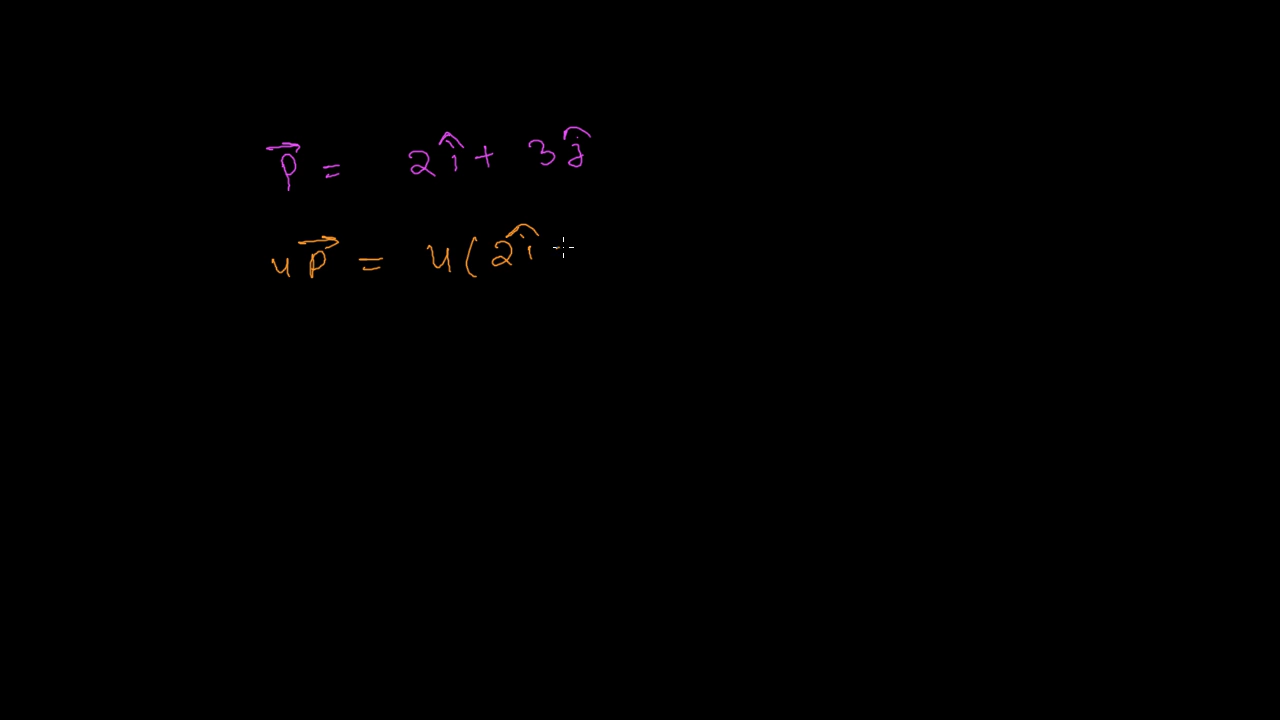 p⃗ = 2î + 3ĵ
4p⃗ = 4(2î +